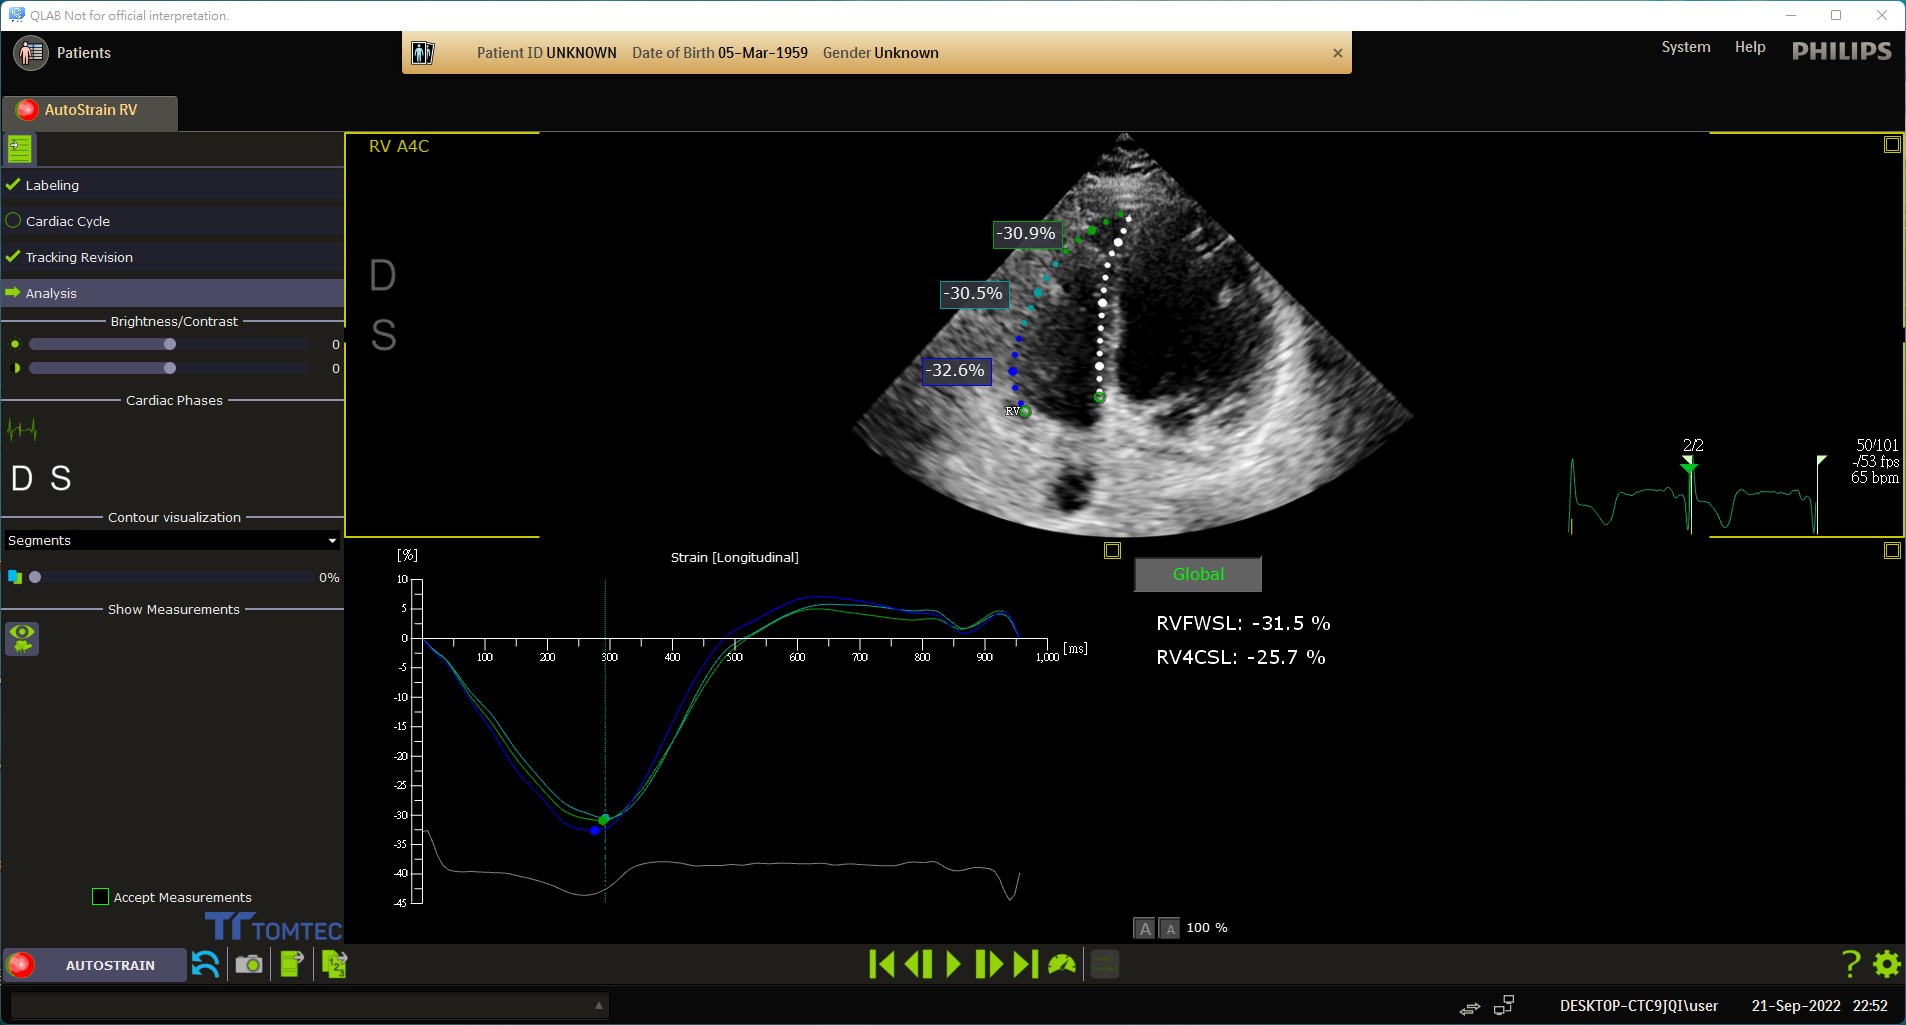 QLAB Not for official interpretation.
Patients
Patient ID UNKNOWN Date of Birth 05-Mar-1959 Gender Unknown
System Help PHILIPS
AutoStrain RV
Labeling
Cardiac Cycle
Tracking Revision
Analysis
Brightness/Contrast
0
0
Cardiac Phases
D S
Contour visualization
Segments
0%
Show Measurements
Accept Measurements
TOMTEC
RV A4C
D
S
-30.9%
-30.5%
-32.6%
RV
2/2
50/101
-/53 fps
65 bpm
[%]
Strain [Longitudinal]
10
5
0
-5
-10
-15
-20
-25
-30
-35
-40
-45
100 200 300 400 500 600 700 800 900 1,000 [ms]
Global
RVFWSL: -31.5 %
RV4CSL: -25.7 %
A A 100 %
AUTOSTRAIN
123
?
DESKTOP-CTC9JQI\user 21-Sep-2022 22:52